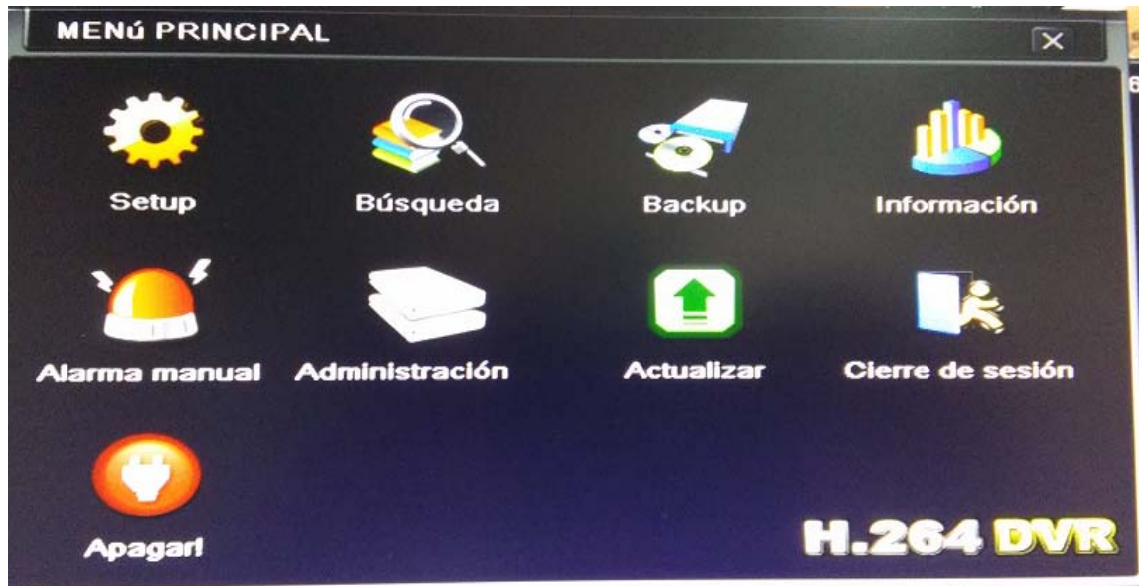 MENú PRINCIPAL
Setup Búsqueda Backup Información
Alarma manual Administración Actualizar Cierre de sesión
Apagar!
H.264 DVR